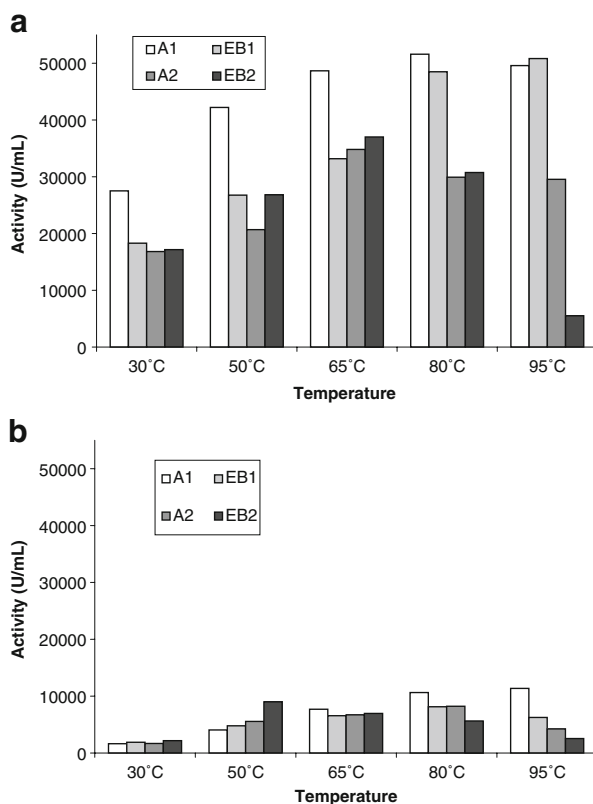 a
A1 EB1
A2 EB2
50000
40000
30000
20000
10000
0
Activity (U/mL)
30˚C 50˚C 65˚C 80˚C 95˚C
Temperature
b
A1 EB1
A2 EB2
50000
40000
30000
20000
10000
0
Activity (U/mL)
30˚C 50˚C 65˚C 80˚C 95˚C
Temperature